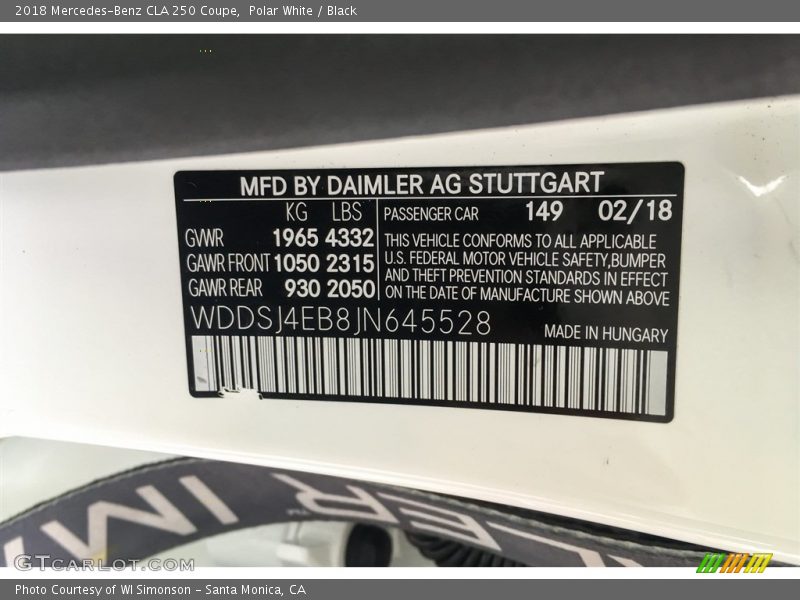 2018 Mercedes-Benz CLA 250 Coupe,  Polar White / Black
MFD BY DAIMLER AG STUTTGART
KG LBS PASSENGER CAR 149 02/18
GVWR 1965 4332
GAWR FRONT 1050 2315
GAWR REAR 930 2050
THIS VEHICLE CONFORMS TO ALL APPLICABLE
U.S. FEDERAL MOTOR VEHICLE SAFETY, BUMPER
AND THEFT PREVENTION STANDARDS IN EFFECT
ON THE DATE OF MANUFACTURE SHOWN ABOVE
WDDSJ4EB8JN645528
MADE IN HUNGARY
GTCarLot.com
Photo Courtesy of WI Simonson - Santa Monica, CA